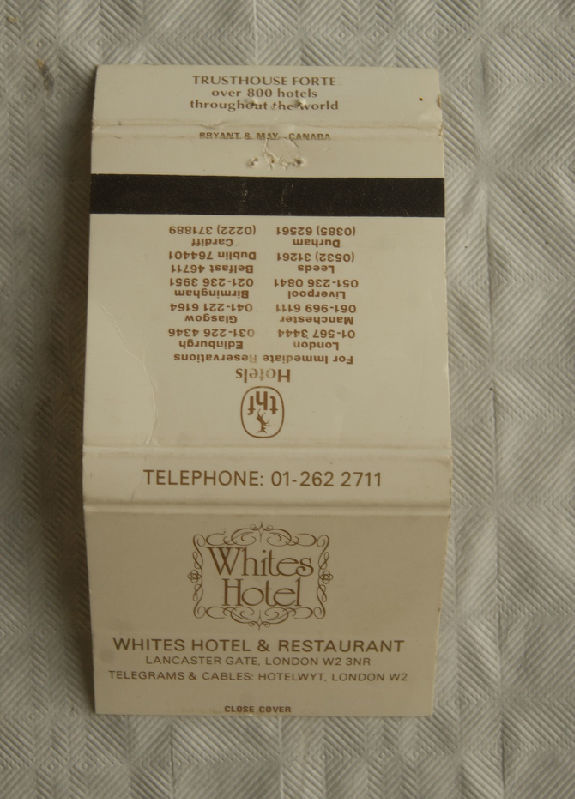 TRUSTHOUSE FORTE
over 800 hotels
throughout the world
BRYANT & MAY - CANADA
thf
Hotels
For Immediate Reservations
London Edinburgh
01-567 3444 031-226 4346
Manchester Glasgow
061-969 6111 041-221 6164
Liverpool Birmingham
051-236 0841 021-236 3951
Leeds Belfast 46711
(0532) 31261 Dublin 764401
Durham Cardiff
(0385) 62561 (0222) 371889
TELEPHONE: 01-262 2711
Whites
Hotel
WHITES HOTEL & RESTAURANT
LANCASTER GATE, LONDON W2 3NR
TELEGRAMS & CABLES: HOTELWYT, LONDON W2
CLOSE COVER